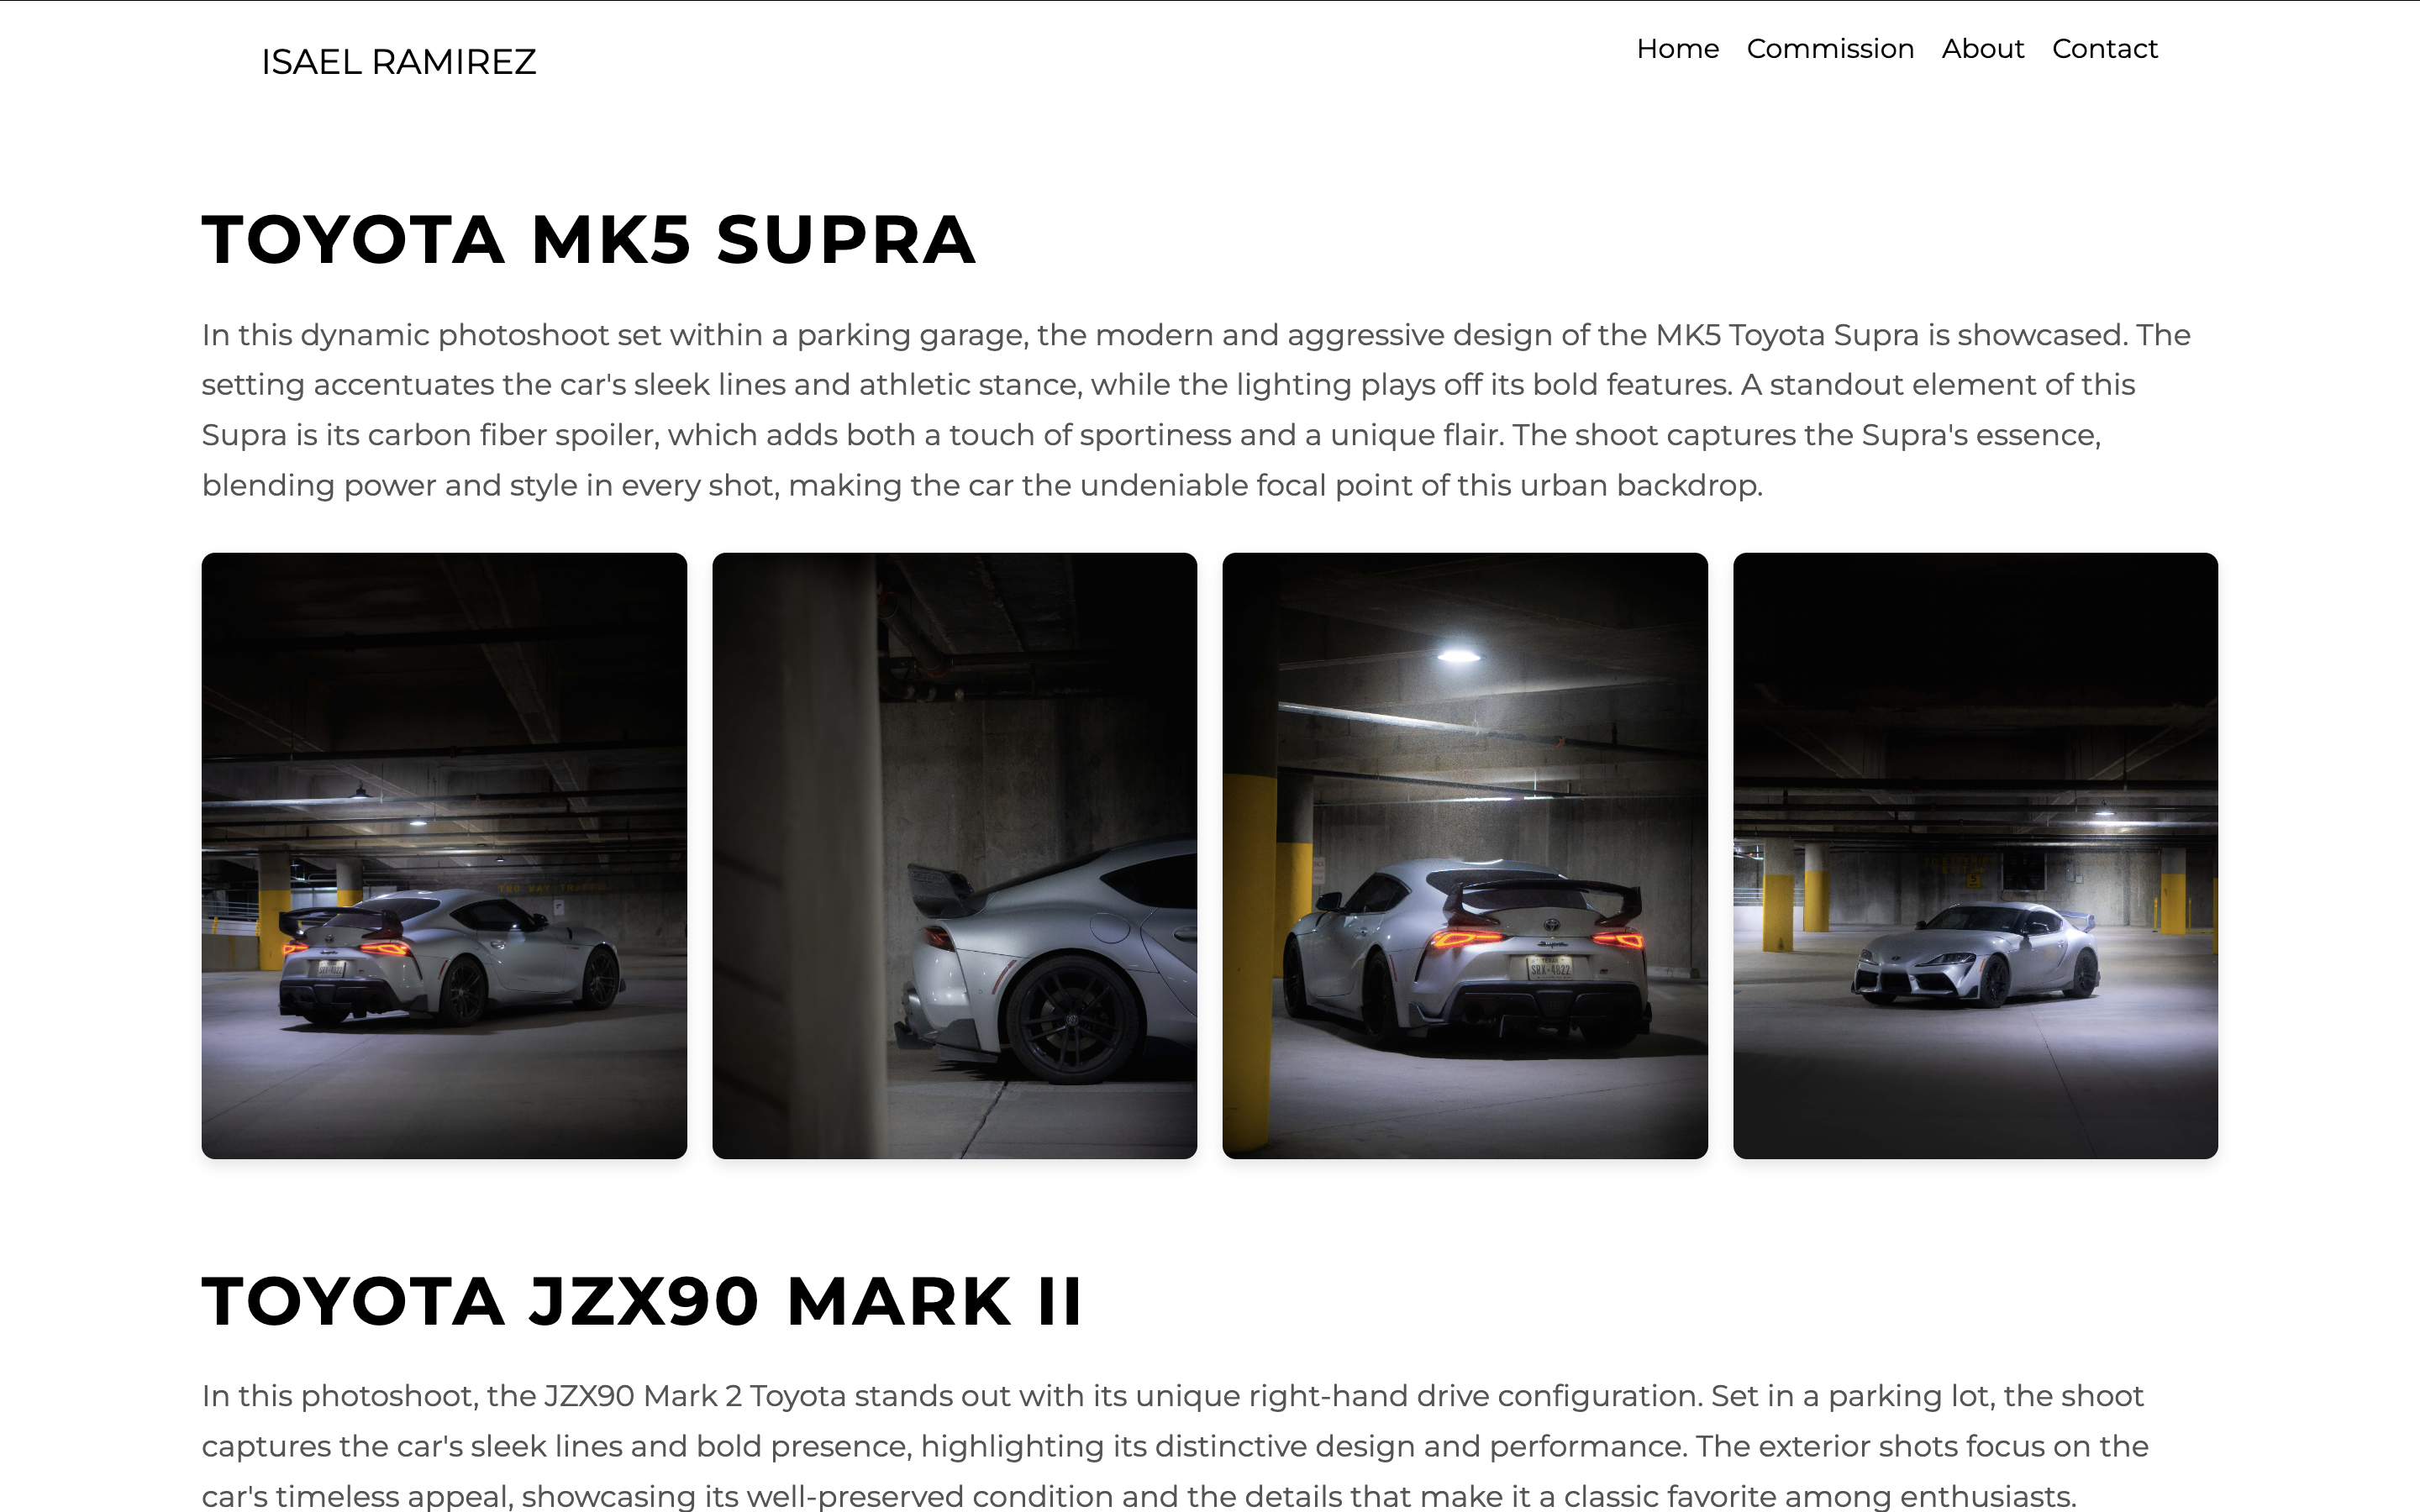 ISAEL RAMIREZ
Home Commission About Contact
TOYOTA MK5 SUPRA
In this dynamic photoshoot set within a parking garage, the modern and aggressive design of the MK5 Toyota Supra is showcased. The
setting accentuates the car's sleek lines and athletic stance, while the lighting plays off its bold features. A standout element of this
Supra is its carbon fiber spoiler, which adds both a touch of sportiness and a unique flair. The shoot captures the Supra's essence,
blending power and style in every shot, making the car the undeniable focal point of this urban backdrop.
TWO WAY TRAFFIC
Supra
TEXAS
SRX-4822
TOYOTA JZX90 MARK II
In this photoshoot, the JZX90 Mark 2 Toyota stands out with its unique right-hand drive configuration. Set in a parking lot, the shoot
captures the car's sleek lines and bold presence, highlighting its distinctive design and performance. The exterior shots focus on the
car's timeless appeal, showcasing its well-preserved condition and the details that make it a classic favorite among enthusiasts.